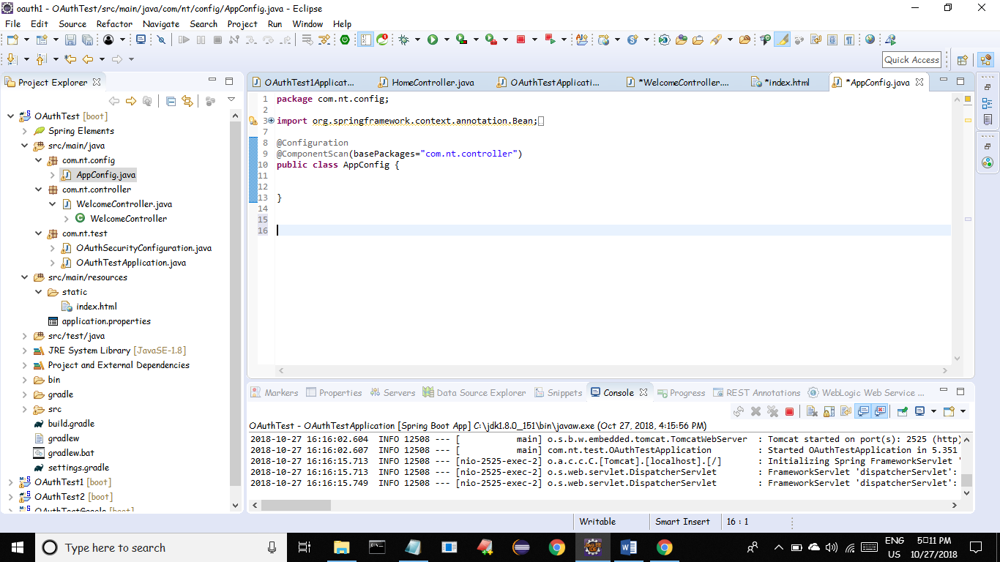 oauth1 - OAuthTest/src/main/java/com/nt/config/AppConfig.java - Eclipse
File Edit Source Refactor Navigate Search Project Run Window Help
Quick Access
Project Explorer
OAuthTest [boot]
Spring Elements
src/main/java
com.nt.config
AppConfig.java
com.nt.controller
WelcomeController.java
WelcomeController
com.nt.test
OAuthSecurityConfiguration.java
OAuthTestApplication.java
src/main/resources
static
index.html
application.properties
src/test/java
JRE System Library [JavaSE-1.8]
Project and External Dependencies
bin
gradle
src
build.gradle
gradlew
gradlew.bat
settings.gradle
OAuthTest1 [boot]
OAuthTest2 [boot]
OAuthTestGoogle [boot]
OAuthTest1Applicat... HomeController.java OAuthTestApplicati... *WelcomeController.... *index.html *AppConfig.java
1 package com.nt.config;
2
3 import org.springframework.context.annotation.Bean;
7
8 @Configuration
9 @ComponentScan(basePackages="com.nt.controller")
10 public class AppConfig {
11
12
13 }
14
15
16
Markers Properties Servers Data Source Explorer Snippets Console Progress REST Annotations WebLogic Web Service ...
OAuthTest - OAuthTestApplication [Spring Boot App] C:\jdk1.8.0_151\bin\javaw.exe (Oct 27, 2018, 4:15:56 PM)
2018-10-27 16:16:02.604 INFO 12508 --- [ main] o.s.b.w.embedded.tomcat.TomcatWebServer : Tomcat started on port(s): 2525 (http)
2018-10-27 16:16:02.607 INFO 12508 --- [ main] com.nt.test.OAuthTestApplication : Started OAuthTestApplication in 5.351
2018-10-27 16:16:15.713 INFO 12508 --- [nio-2525-exec-2] o.a.c.c.C.[Tomcat].[localhost].[/] : Initializing Spring FrameworkServlet '
2018-10-27 16:16:15.713 INFO 12508 --- [nio-2525-exec-2] o.s.web.servlet.DispatcherServlet : FrameworkServlet 'dispatcherServlet':
2018-10-27 16:16:15.749 INFO 12508 --- [nio-2525-exec-2] o.s.web.servlet.DispatcherServlet : FrameworkServlet 'dispatcherServlet':
Writable Smart Insert 16 : 1
Type here to search
ENG
US
5▯11 PM
10/27/2018